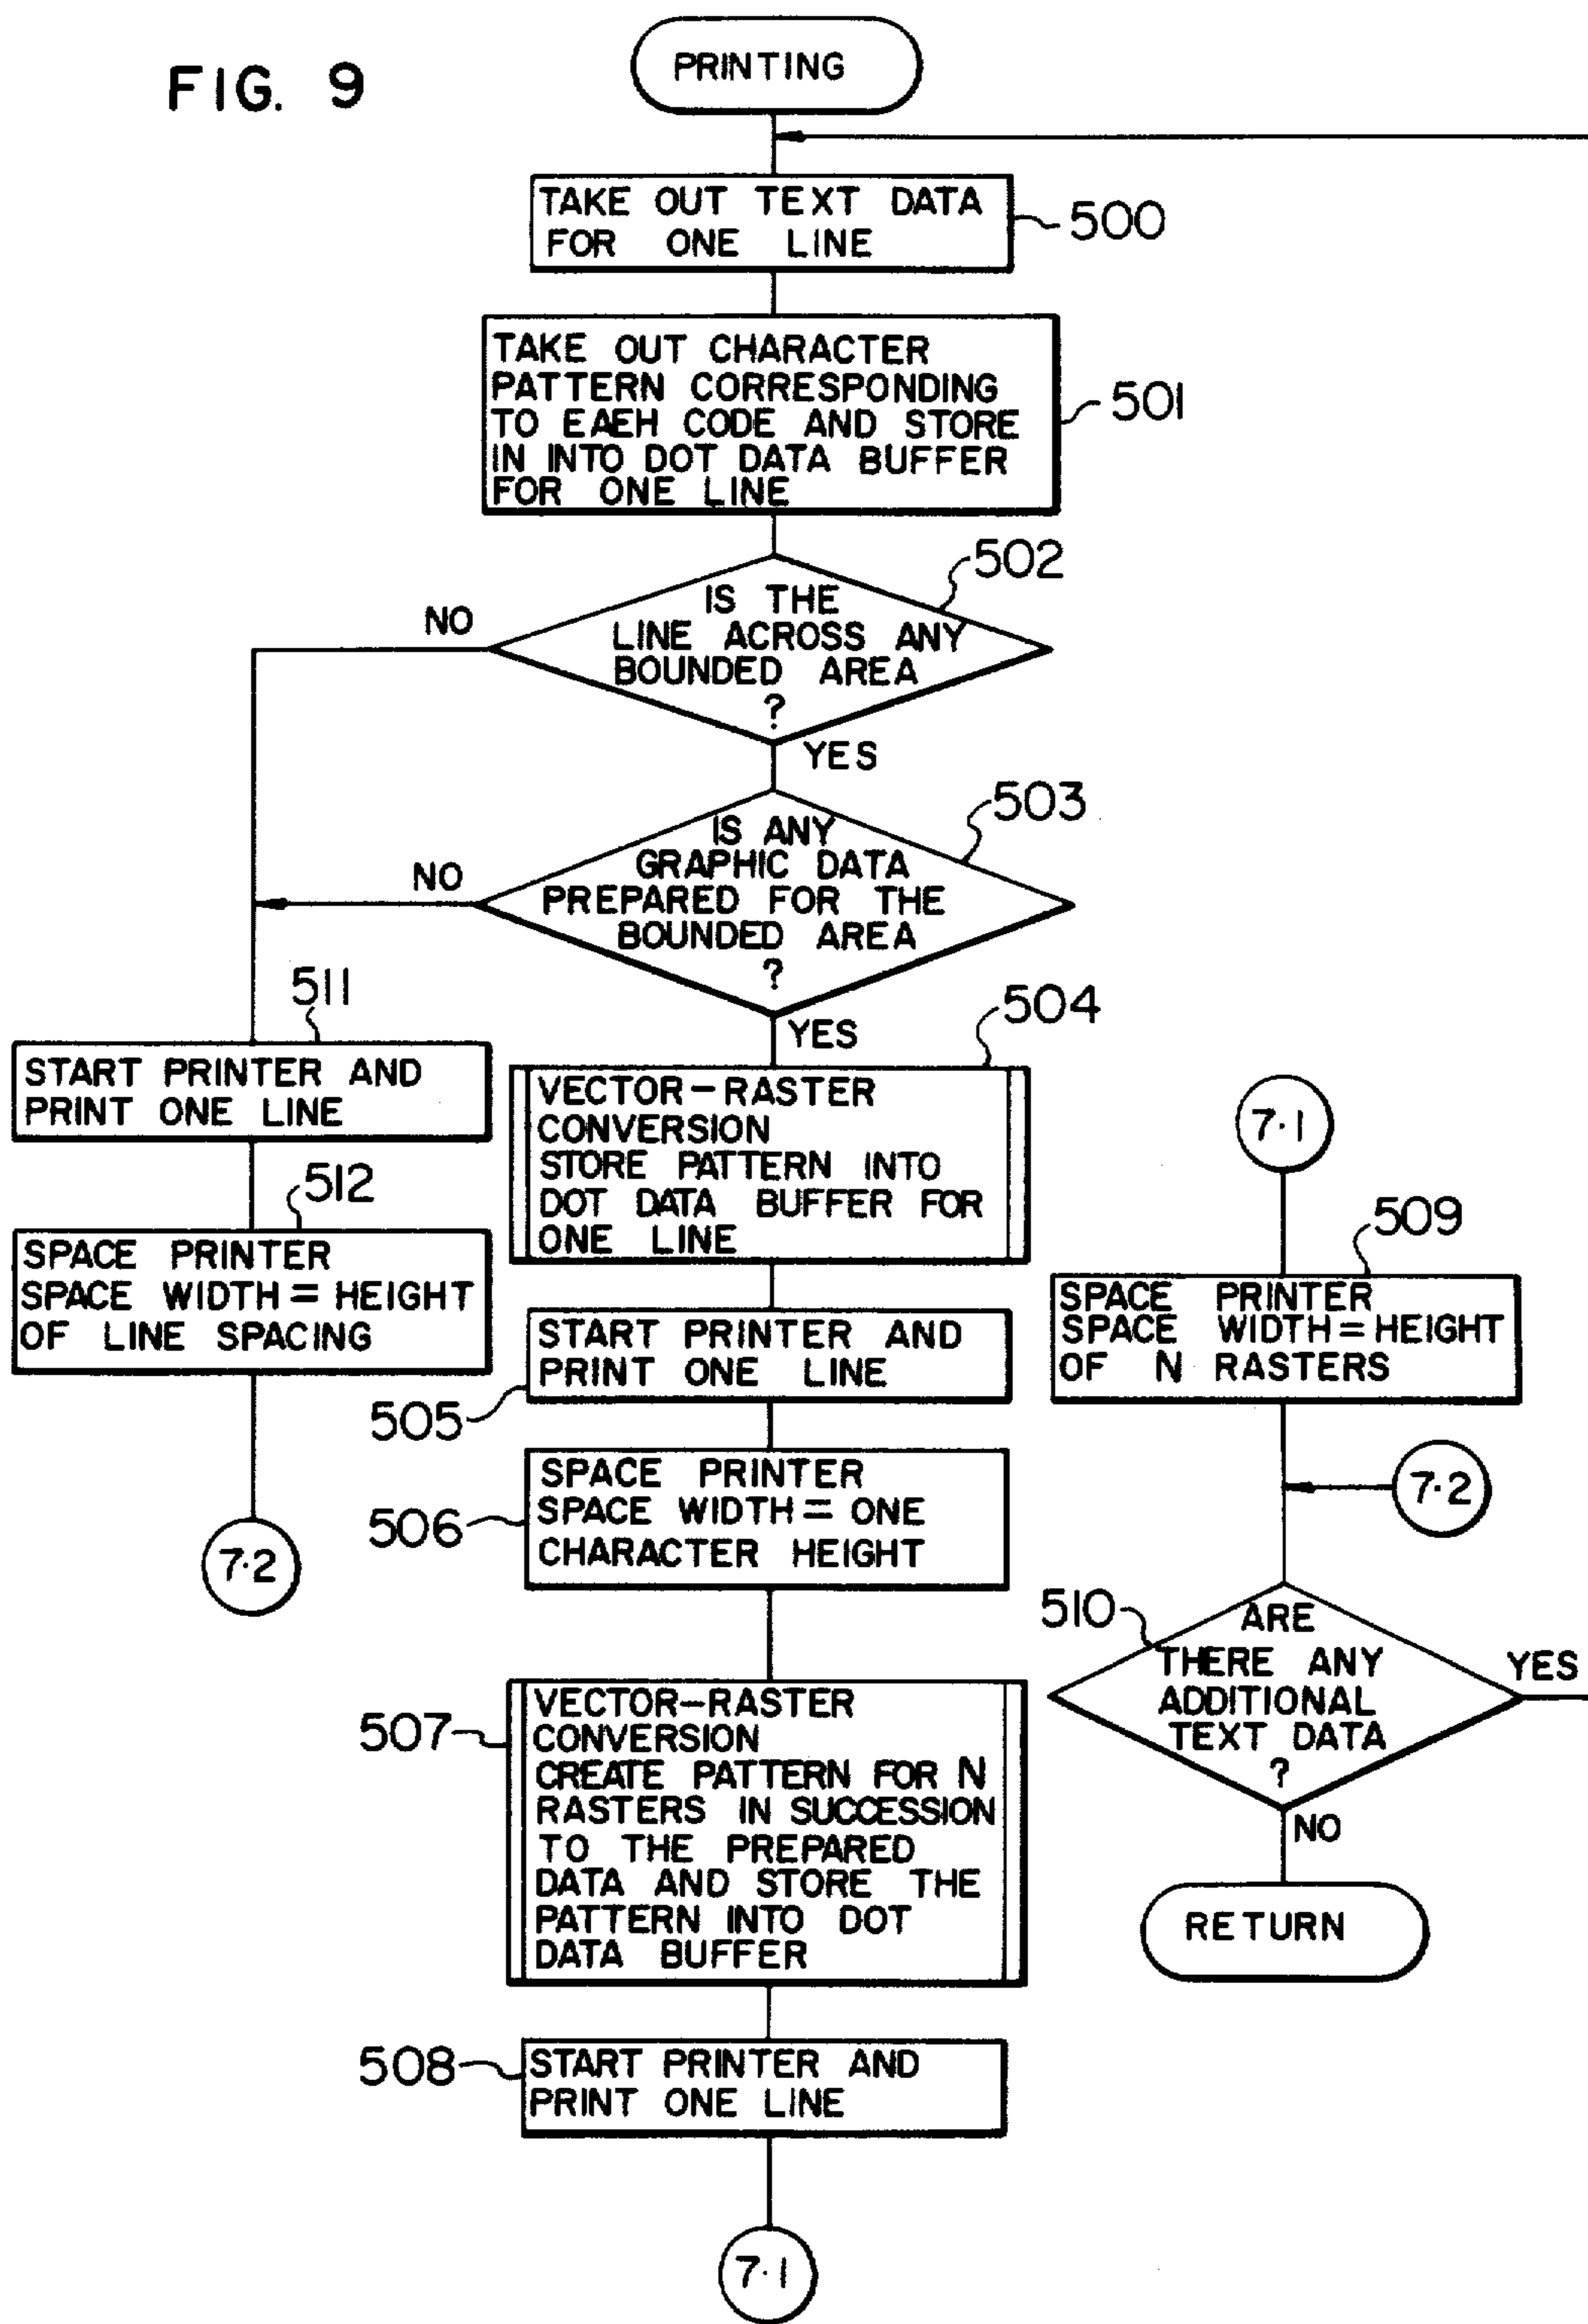 FIG. 9
PRINTING
TAKE OUT TEXT DATA
FOR ONE LINE
500
TAKE OUT CHARACTER
PATTERN CORRESPONDING
TO EAEH CODE AND STORE
IN INTO DOT DATA BUFFER
FOR ONE LINE
501
502
IS THE
LINE ACROSS ANY
BOUNDED AREA
?
NO
YES
503
IS ANY
GRAPHIC DATA
PREPARED FOR THE
BOUNDED AREA
?
NO
YES
511
START PRINTER AND
PRINT ONE LINE
512
SPACE PRINTER
SPACE WIDTH = HEIGHT
OF LINE SPACING
7·2
504
VECTOR-RASTER
CONVERSION
STORE PATTERN INTO
DOT DATA BUFFER FOR
ONE LINE
START PRINTER AND
PRINT ONE LINE
505
SPACE PRINTER
SPACE WIDTH = ONE
CHARACTER HEIGHT
506
507
VECTOR-RASTER
CONVERSION
CREATE PATTERN FOR N
RASTERS IN SUCCESSION
TO THE PREPARED
DATA AND STORE THE
PATTERN INTO DOT
DATA BUFFER
508
START PRINTER AND
PRINT ONE LINE
7·1
7·1
509
SPACE PRINTER
SPACE WIDTH = HEIGHT
OF N RASTERS
7·2
510
ARE
THERE ANY
ADDITIONAL
TEXT DATA
?
YES
NO
RETURN